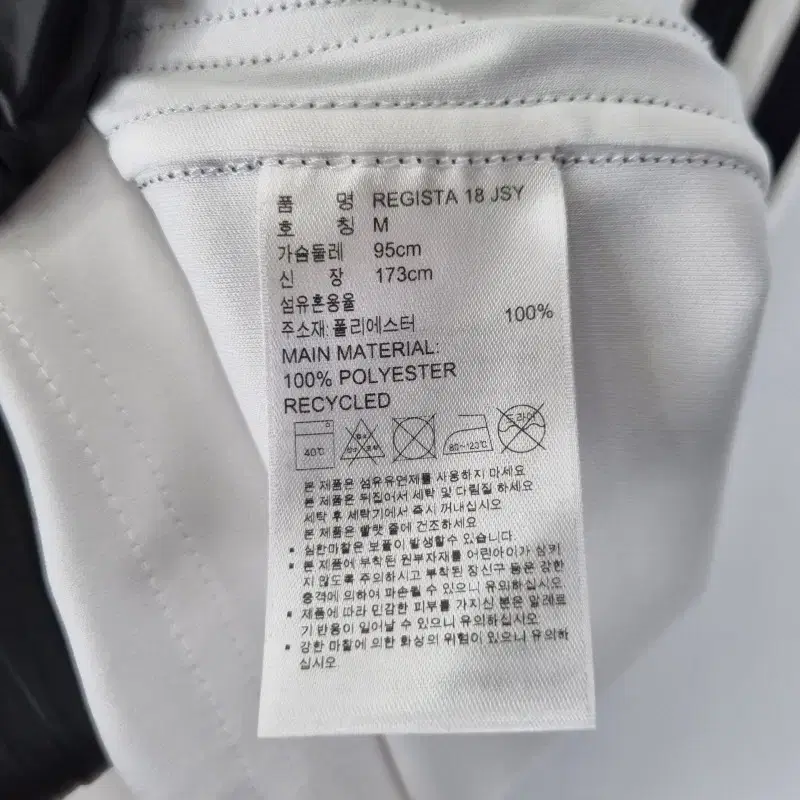 품 명 REGISTA 18 JSY
호 칭 M
가슴둘레 95cm
신 장 173cm
섬유혼용율
주소재: 폴리에스터 100%
MAIN MATERIAL:
100% POLYESTER
RECYCLED
40℃ 80~120℃ 드라이
본 제품은 섬유유연제를 사용하지 마세요
본 제품은 뒤집어서 세탁 및 다림질 하세요
세탁 후 세탁기에서 즉시 꺼내십시오
본 제품은 빨랫 줄에 건조하세요
▪ 심한마찰은 보풀이 발생할수 있습니다.
▪ 본 제품에 부착된 원부자재를 어린아이가 삼키
지 않도록 주의하시고 부착된 장신구 등은 강한
충격에 의하여 파손될 수 있으니 유의하십시오
▪ 제품에 따라 민감한 피부를 가지신 분은 알레르
기 반응이 일어날 수 있으니 유의하십시오
▪ 강한 마찰에 의한 화상의 위험이 있으니 유의하
십시오.